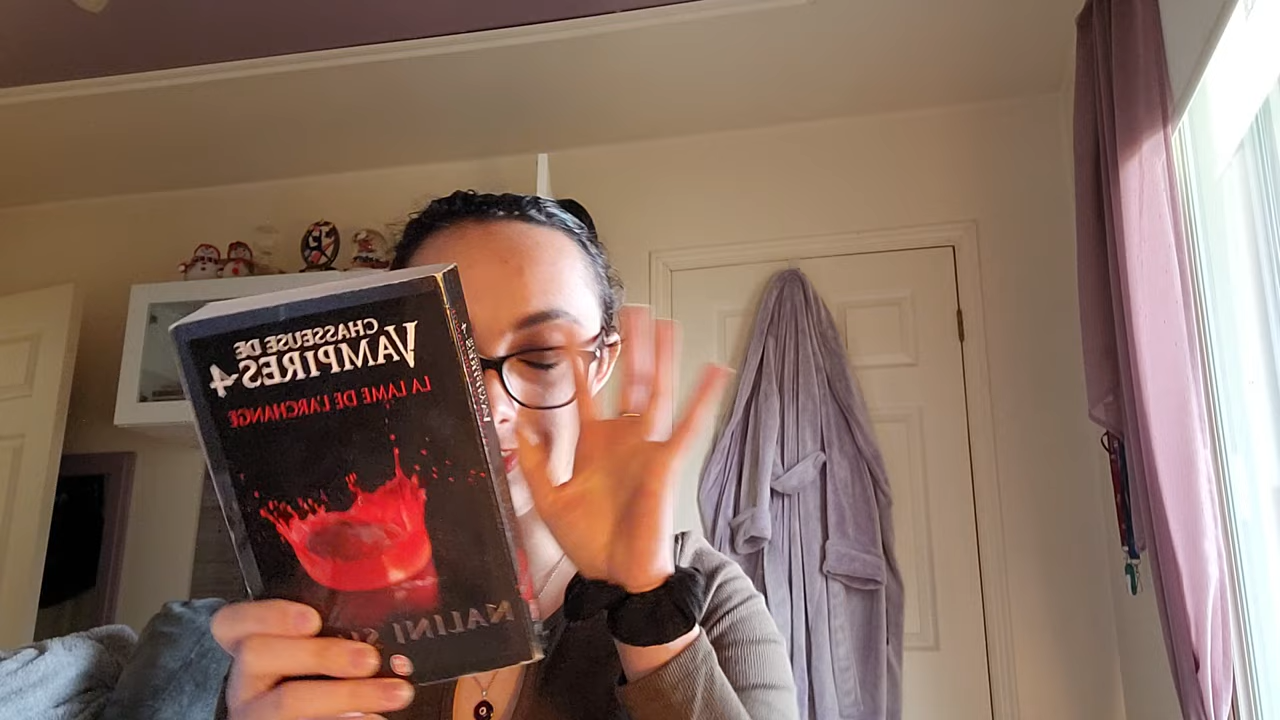 CHASSEUSE DE
VAMPIRES 4
LA LAME DE L'ARCHANGE
NALINI